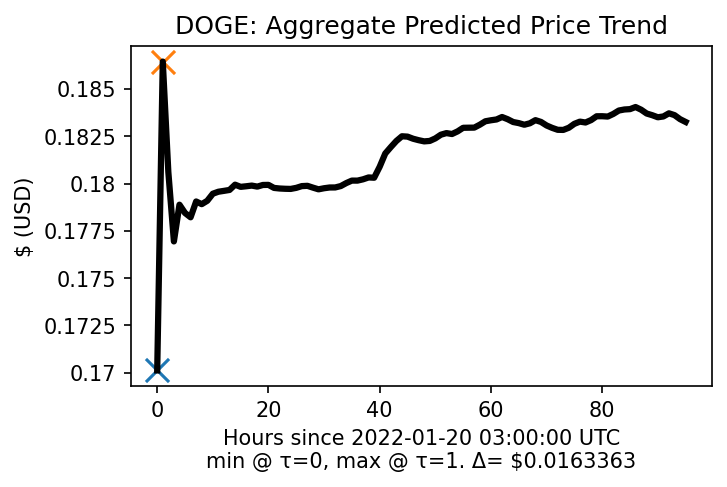 DOGE: Aggregate Predicted Price Trend
$ (USD)
0.185
0.1825
0.18
0.1775
0.175
0.1725
0.17
0 20 40 60 80
Hours since 2022-01-20 03:00:00 UTC
min @ τ=0, max @ τ=1. Δ= $0.0163363